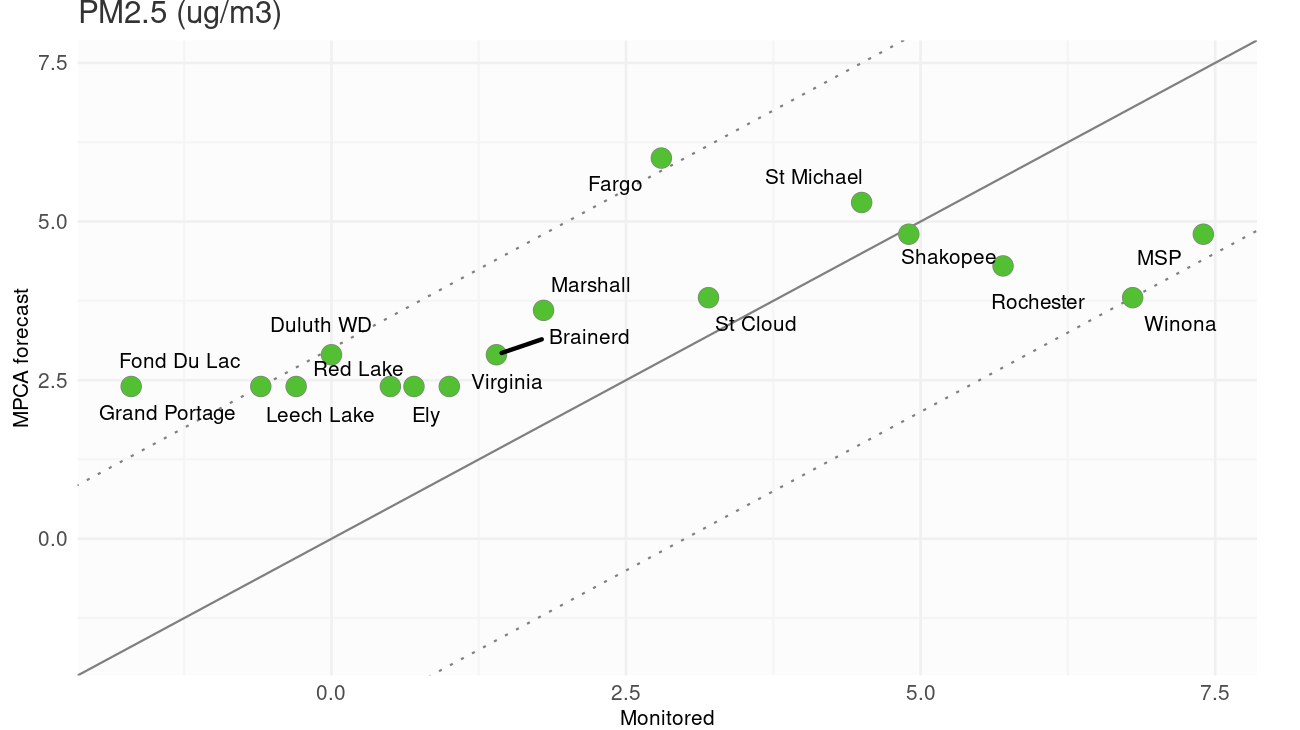 PM2.5 (ug/m3)
7.5
Fargo
St Michael
5.0
Shakopee
MSP
Rochester
Marshall
Winona
St Cloud
Duluth WD
Brainerd
Fond Du Lac
Red Lake
2.5
Virginia
Grand Portage
Leech Lake
Ely
MPCA forecast
0.0
0.0
2.5
5.0
7.5
Monitored